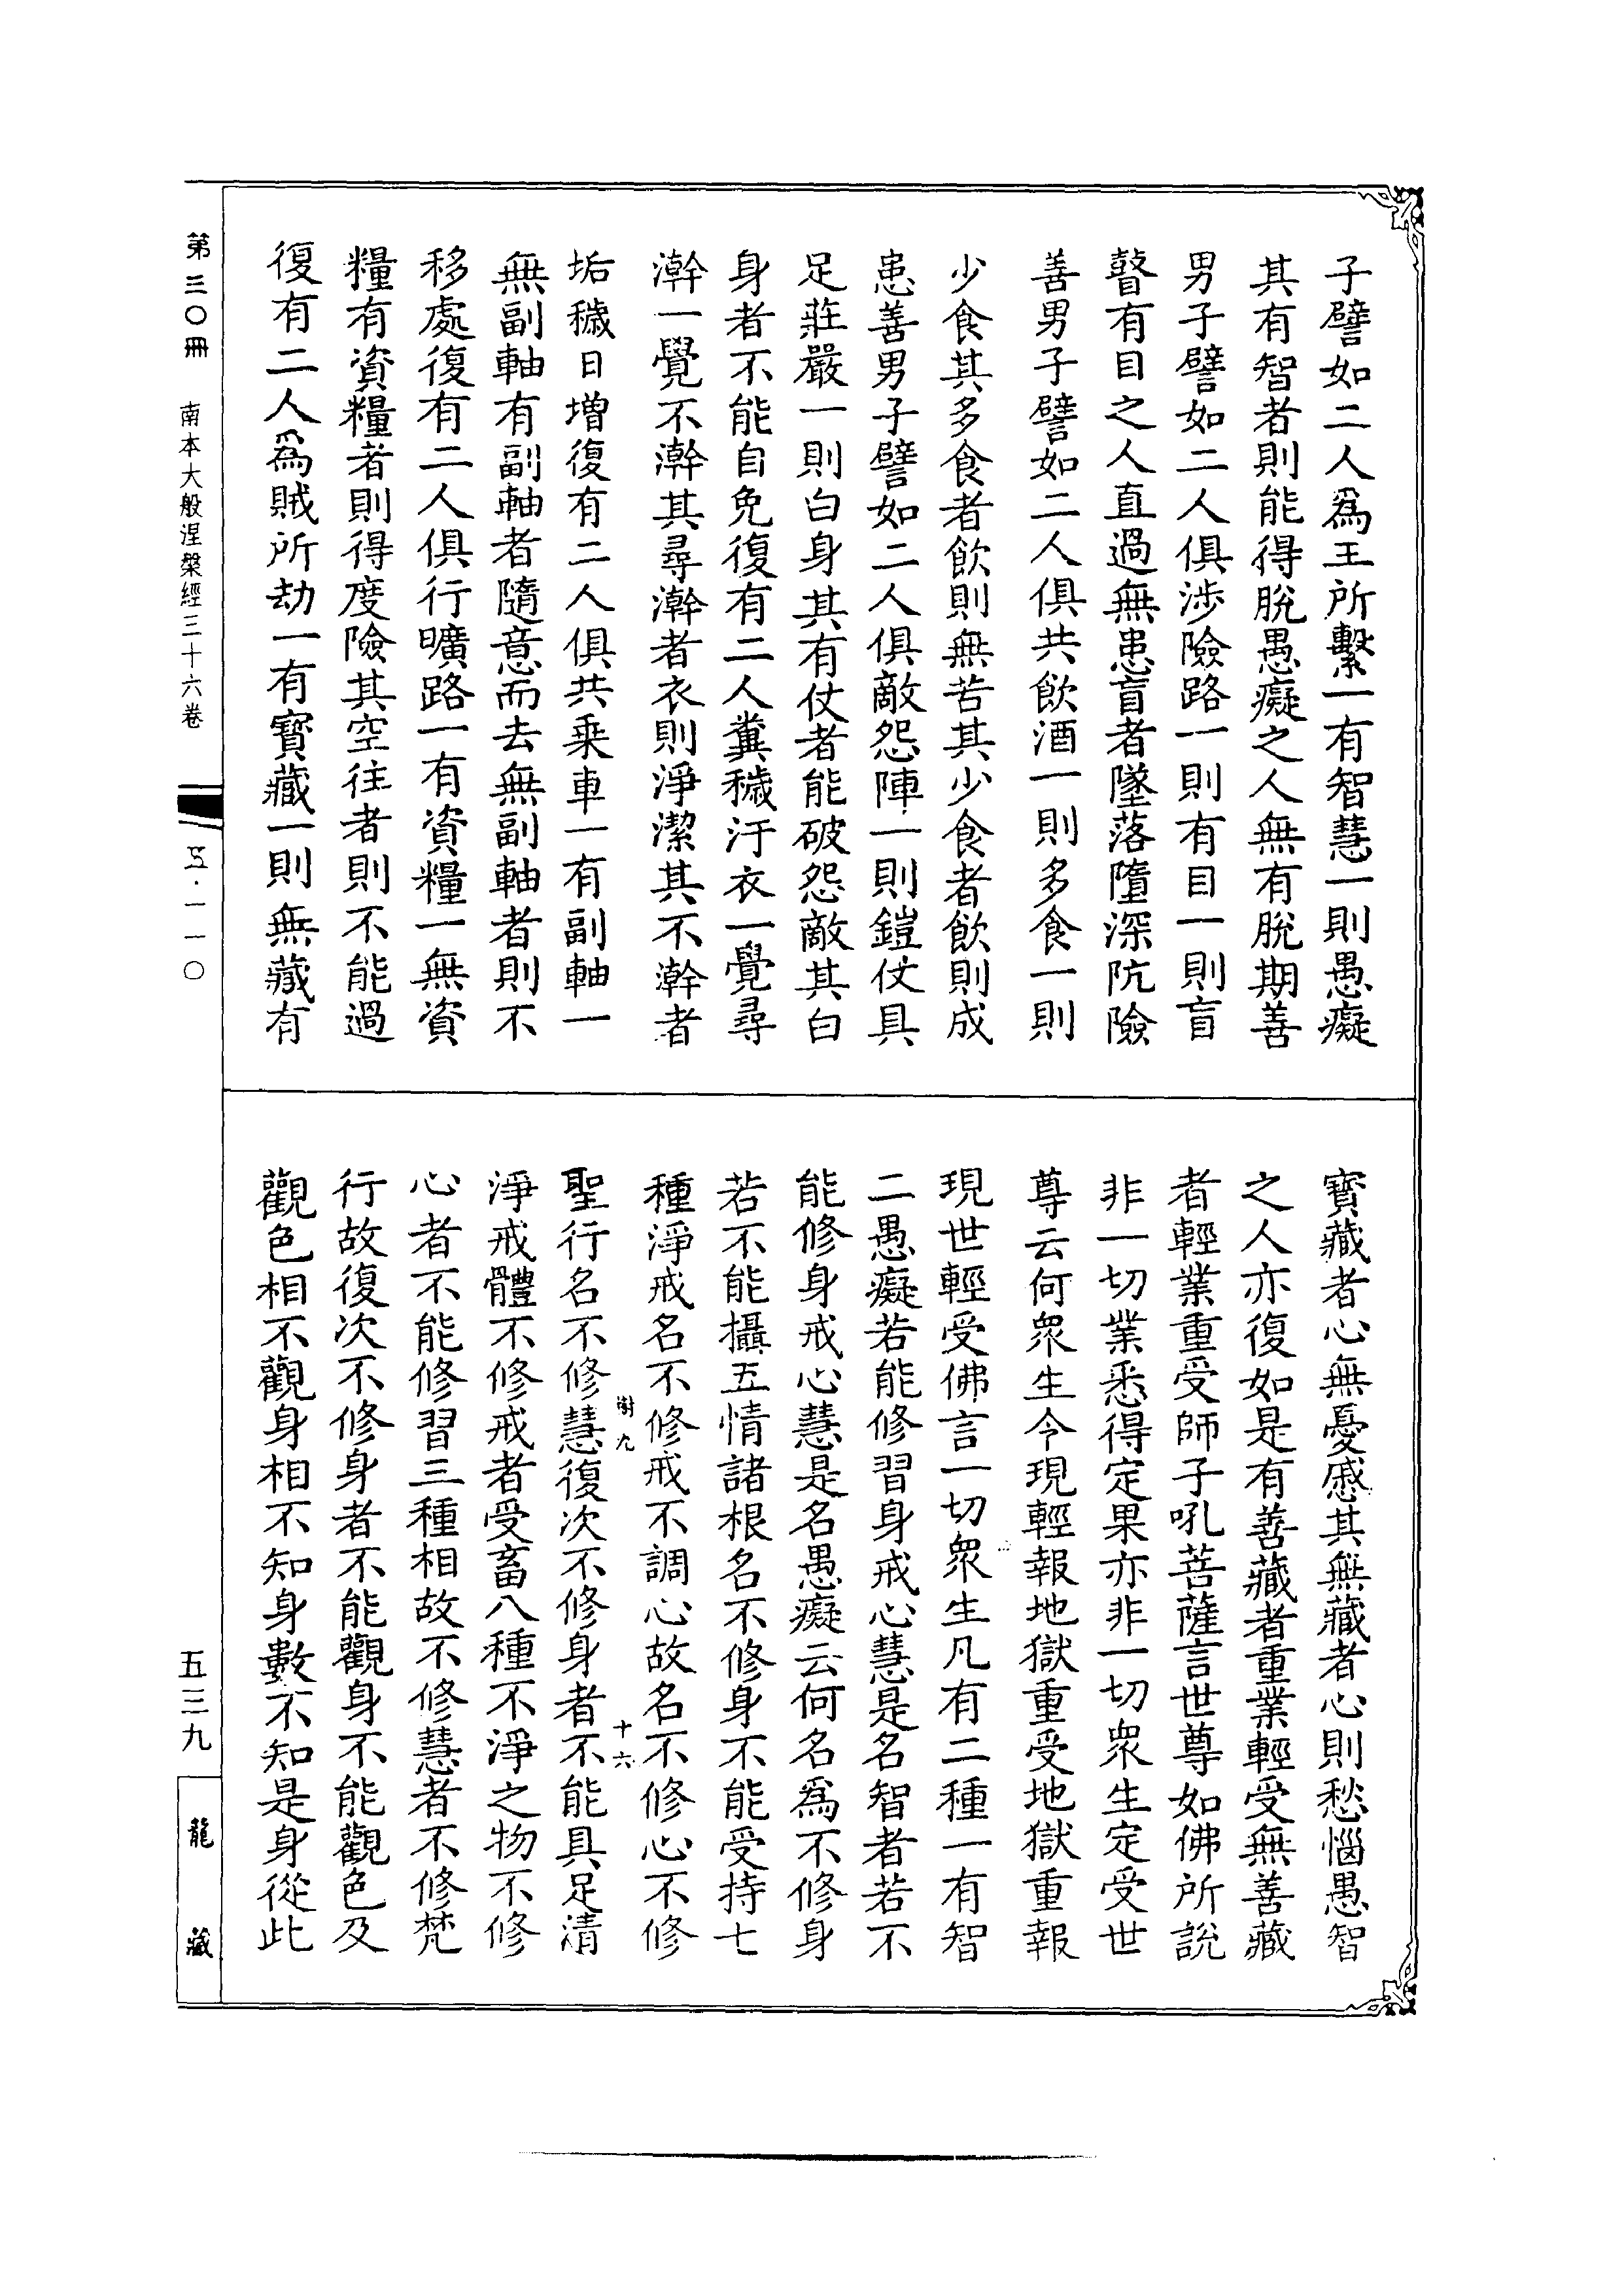 子譬如二人爲王所繫一有智慧一則愚癡
其有智者則能得脫愚癡之人無有脫期善
男子譬如二人俱涉險路一則有目一則盲
瞽有目之人直過無患盲者墜落墮深阬險
善男子譬如二人俱共飲酒一則多食一則
少食其多食者飲則無苦其少食者飲則成
患善男子譬如二人俱敵怨陣一則鎧仗具
足莊嚴一則白身其有仗者能破怨敵其白
身者不能自免復有二人糞穢汙衣一覺尋
澣一覺不澣其尋澣者衣則淨潔其不澣者
垢穢日增復有二人俱共乘車一有副軸一
無副軸有副軸者隨意而去無副軸者則不
移處復有二人俱行曠路一有資糧一無資
糧有資糧者則得度險其空往者則不能過
復有二人爲賊所劫一有寶藏一則無藏有
寶藏者心無憂慼其無藏者心則愁惱愚智
之人亦復如是有善藏者重業輕受無善藏
者輕業重受師子吼菩薩言世尊如佛所說
非一切業悉得定果亦非一切衆生定受世
尊云何衆生令現輕報地獄重受地獄重報
現世輕受佛言一切衆生凡有二種一有智
二愚癡若能修習身戒心慧是名智者若不
能修身戒心慧是名愚癡云何名爲不修身
若不能攝五情諸根名不修身不能受持七
種淨戒名不修戒不調心故名不修心不修
樹九
十六
聖行名不修慧復次不修身者不能具足清
淨戒體不修戒者受畜八種不淨之物不修
心者不能修習三種相故不修慧者不修梵
行故復次不修身者不能觀身不能觀色及
觀色相不觀身相不知身數不知是身從此
第三〇冊
南本大般涅槃經三十六卷
五·一一〇
五三九
龍藏